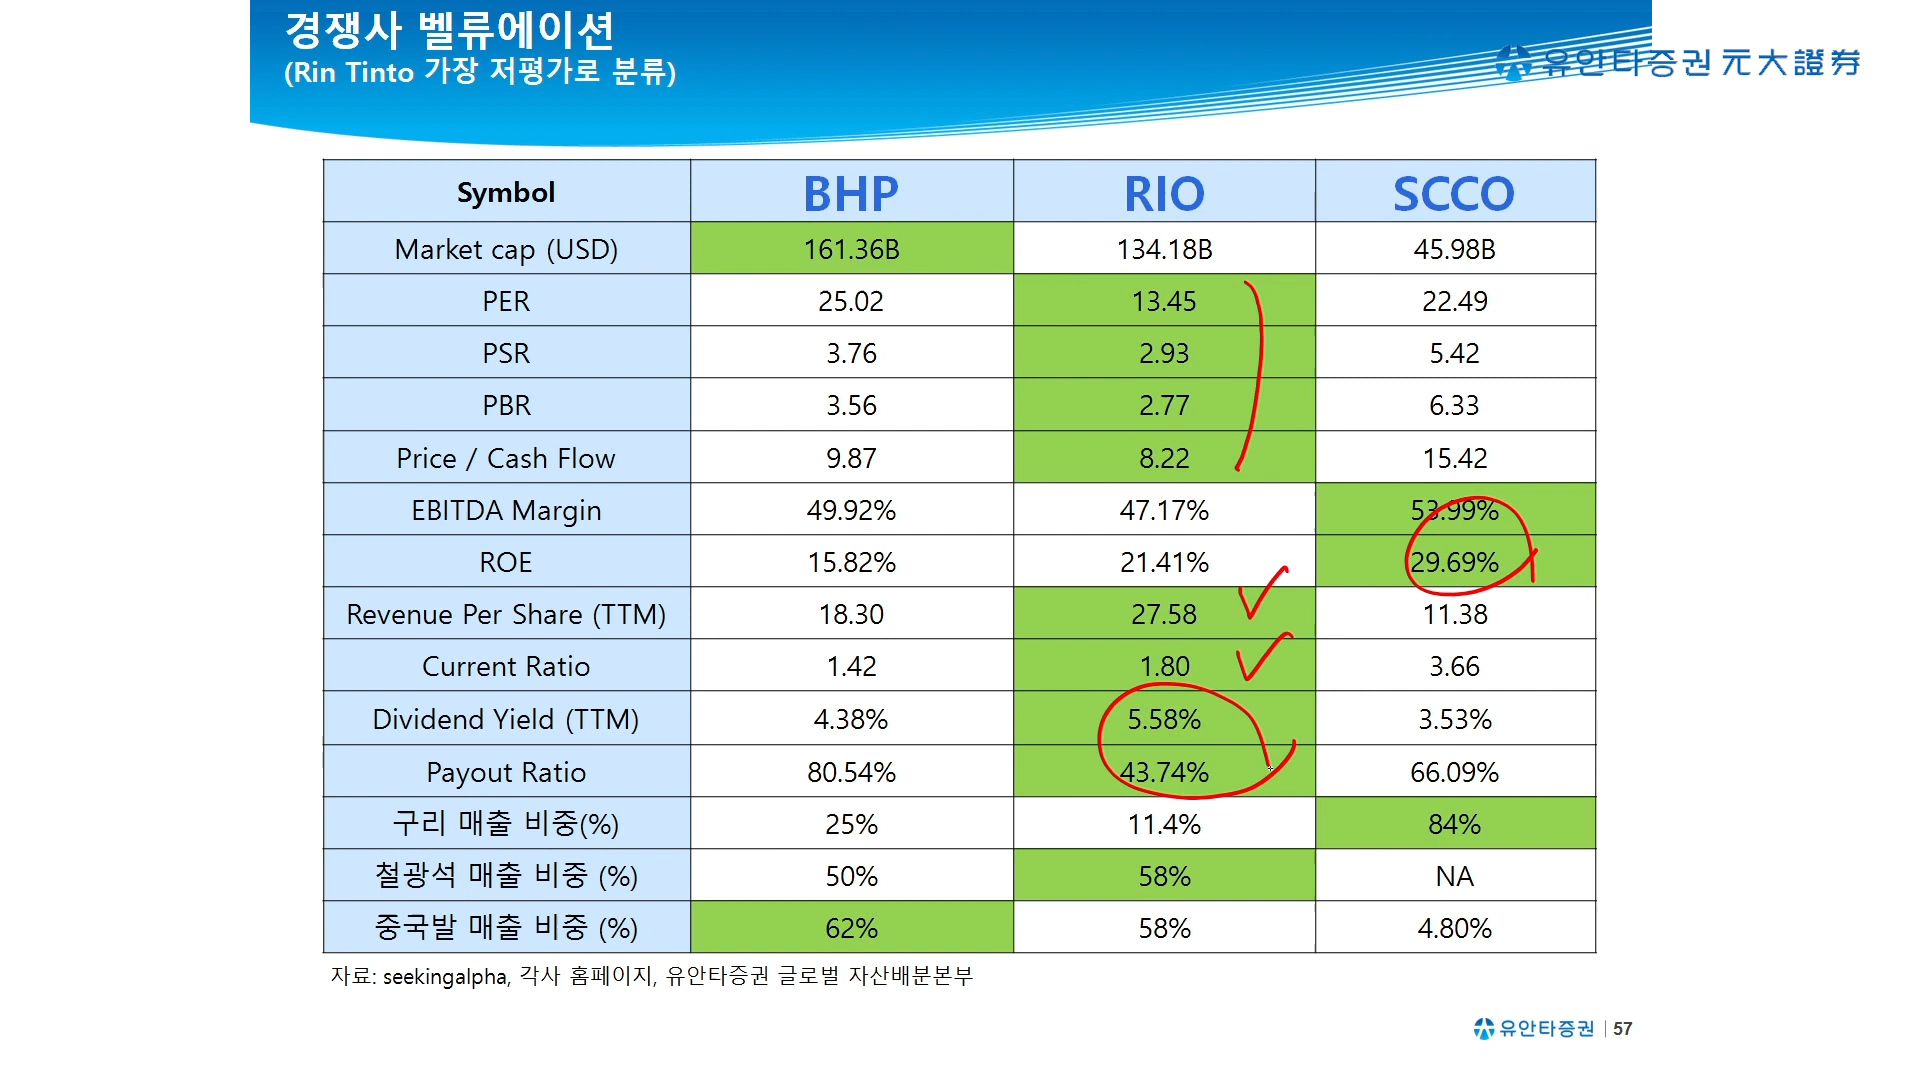 경쟁사 벨류에이션
(Rin Tinto 가장 저평가로 분류)
유안타증권 元大證券
Symbol BHP RIO SCCO
Market cap (USD) 161.36B 134.18B 45.98B
PER 25.02 13.45 22.49
PSR 3.76 2.93 5.42
PBR 3.56 2.77 6.33
Price / Cash Flow 9.87 8.22 15.42
EBITDA Margin 49.92% 47.17% 53.99%
ROE 15.82% 21.41% 29.69%
Revenue Per Share (TTM) 18.30 27.58 11.38
Current Ratio 1.42 1.80 3.66
Dividend Yield (TTM) 4.38% 5.58% 3.53%
Payout Ratio 80.54% 43.74% 66.09%
구리 매출 비중(%) 25% 11.4% 84%
철광석 매출 비중 (%) 50% 58% NA
중국발 매출 비중 (%) 62% 58% 4.80%
자료: seekingalpha, 각사 홈페이지, 유안타증권 글로벌 자산배분본부
유안타증권 | 57